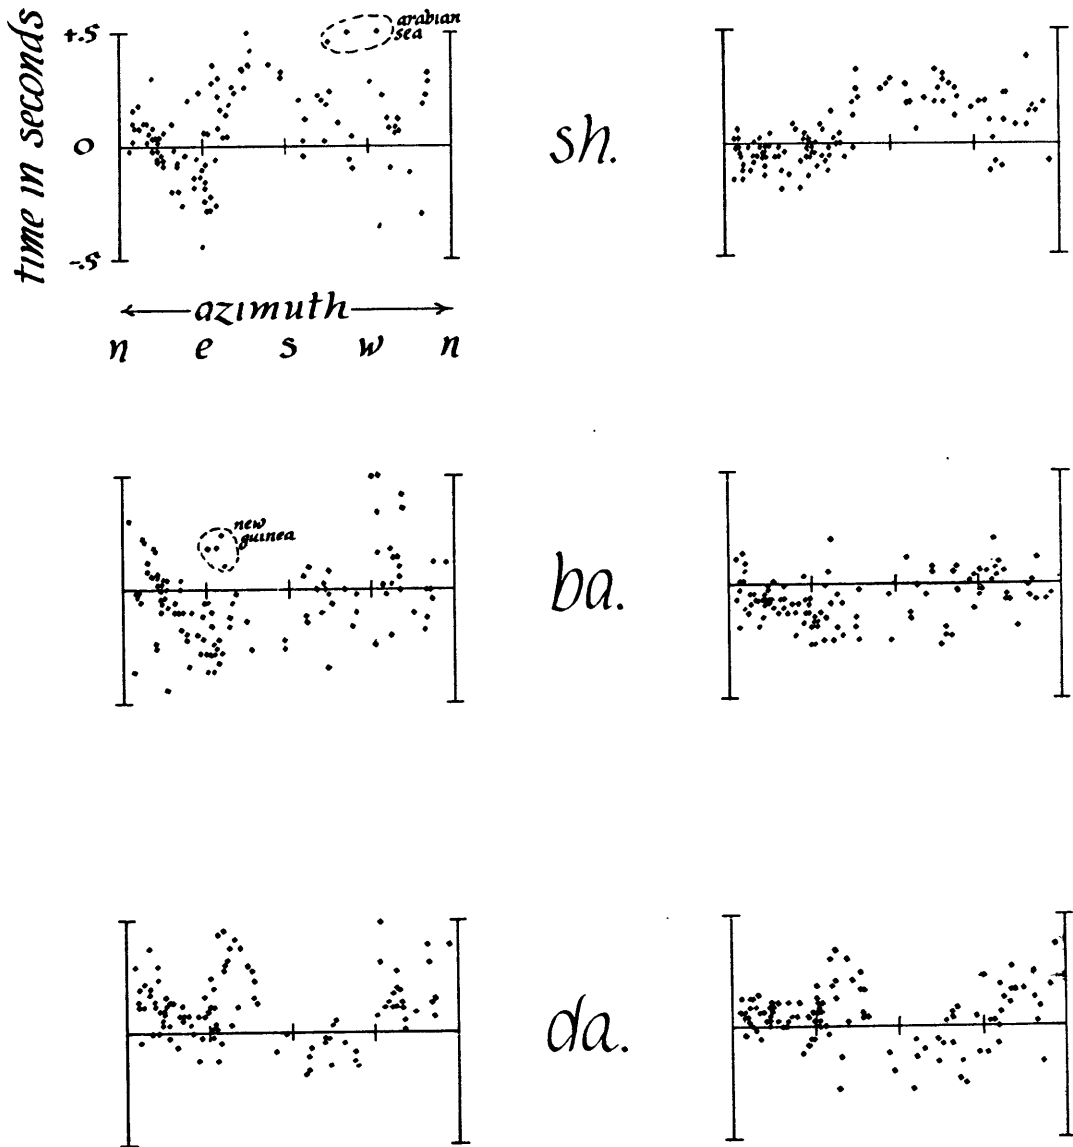 time in seconds
+.5
0
-.5
arabian
sea
azimuth
n e s w n
sh.
new
guinea
ba.
da.